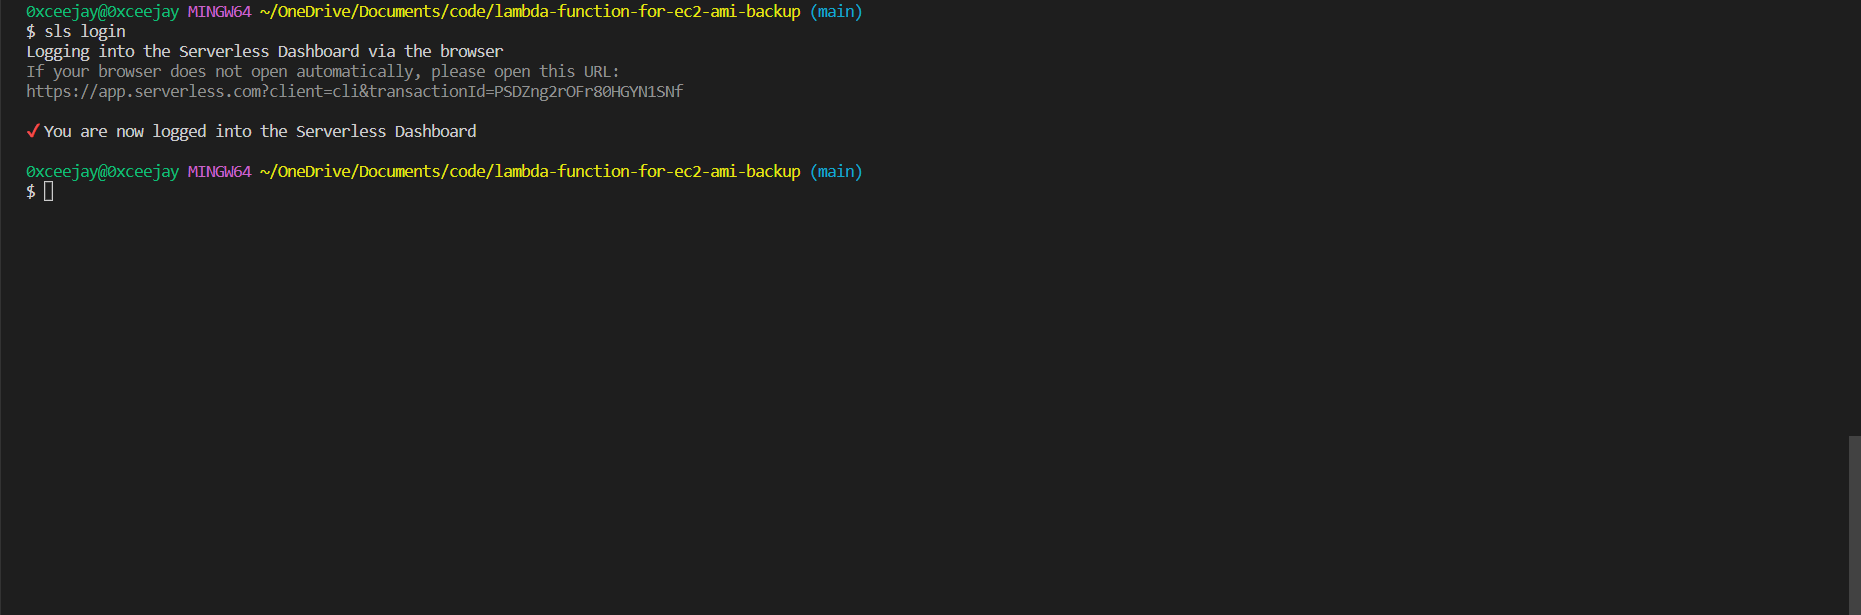 0xceejay@0xceejay MINGW64 ~/OneDrive/Documents/code/lambda-function-for-ec2-ami-backup (main)
$ sls login
Logging into the Serverless Dashboard via the browser
If your browser does not open automatically, please open this URL:
https://app.serverless.com?client=cli&transactionId=PSDZng2rOFr80HGYN1SNf

✓ You are now logged into the Serverless Dashboard

0xceejay@0xceejay MINGW64 ~/OneDrive/Documents/code/lambda-function-for-ec2-ami-backup (main)
$